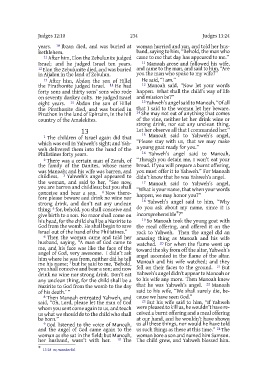 Judges 12:10
231
Judges 13:24
years. ¹⁰ Ibzan died, and was buried at
Bethlehem.
¹¹ After him, Elon the Zebulunite judged
Israel; and he judged Israel ten years.
¹² Elon the Zebulunite died, and was buried
in Aijalon in the land of Zebulun.
¹³ After him, Abdon the son of Hillel
the Pirathonite judged Israel. ¹⁴ He had
forty sons and thirty sons’ sons who rode
on seventy donkey colts. He judged Israel
eight years. ¹⁵ Abdon the son of Hillel
the Pirathonite died, and was buried in
Pirathon in the land of Ephraim, in the hill
country of the Amalekites.
13
¹ The children of Israel again did that
which was evil in Yahweh’s sight; and Yah-
weh delivered them into the hand of the
Philistines forty years.
² There was a certain man of Zorah, of
the family of the Danites, whose name
was Manoah; and his wife was barren, and
childless. ³ Yahweh’s angel appeared to
the woman, and said to her, “See now,
you are barren and childless; but you shall
conceive and bear a son. ⁴ Now there-
fore please beware and drink no wine nor
strong drink, and don’t eat any unclean
thing; ⁵ for, behold, you shall conceive and
give birth to a son. No razor shall come on
his head, for the child shall be a Nazirite to
God from the womb. He shall begin to save
Israel out of the hand of the Philistines.”
⁶ Then the woman came and told her
husband, saying, “A man of God came to
me, and his face was like the face of the
angel of God, very awesome. I didn’t ask
him where he was from, neither did he tell
me his name; ⁷ but he said to me, ‘Behold,
you shall conceive and bear a son; and now
drink no wine nor strong drink. Don’t eat
any unclean thing, for the child shall be a
Nazirite to God from the womb to the day
of his death.’”
⁸ Then Manoah entreated Yahweh, and
said, “Oh, Lord, please let the man of God
whom you sent come again to us, and teach
us what we should do to the child who shall
be born.”
⁹ God listened to the voice of Manoah,
and the angel of God came again to the
woman as she sat in the field; but Manoah,
her husband, wasn’t with her. ¹⁰ The
woman hurried and ran, and told her hus-
band, saying to him, “Behold, the man who
came to me that day has appeared to me.”
¹¹ Manoah arose and followed his wife,
and came to the man, and said to him, “Are
you the man who spoke to my wife?”
He said, “I am.”
¹² Manoah said, “Now let your words
happen. What shall the child’s way of life
and mission be?”
¹³ Yahweh’s angel said to Manoah, “Of all
that I said to the woman let her beware.
¹⁴ She may not eat of anything that comes
of the vine, neither let her drink wine or
strong drink, nor eat any unclean thing.
Let her observe all that I commanded her.”
¹⁵ Manoah said to Yahweh’s angel,
“Please stay with us, that we may make
a young goat ready for you.”
¹⁶ Yahweh’s angel said to Manoah,
“Though you detain me, I won’t eat your
bread. If you will prepare a burnt offering,
you must offer it to Yahweh.” For Manoah
didn’t know that he was Yahweh’s angel.
¹⁷ Manoah said to Yahweh’s angel,
“What is your name, that when your words
happen, we may honor you?”
¹⁸ Yahweh’s angel said to him, “Why
do you ask about my name, since it is
incomprehensible?”
¹⁹ So Manoah took the young goat with
the meal offering, and offered it on the
rock to Yahweh. Then the angel did an
amazing thing as Manoah and his wife
watched. ²⁰ For when the flame went up
toward the sky from off the altar, Yahweh’s
angel ascended in the flame of the altar.
Manoah and his wife watched; and they
fell on their faces to the ground. ²¹ But
Yahweh’s angel didn’t appear to Manoah or
to his wife any more. Then Manoah knew
that he was Yahweh’s angel. ²² Manoah
said to his wife, “We shall surely die, be-
cause we have seen God.”
²³ But his wife said to him, “If Yahweh
were pleased to kill us, he wouldn’t have re-
ceived a burnt offering and a meal offering
at our hand, and he wouldn’t have shown
us all these things, nor would he have told
us such things as these at this time.” ²⁴ The
woman bore a son and named him Samson.
The child grew, and Yahweh blessed him.